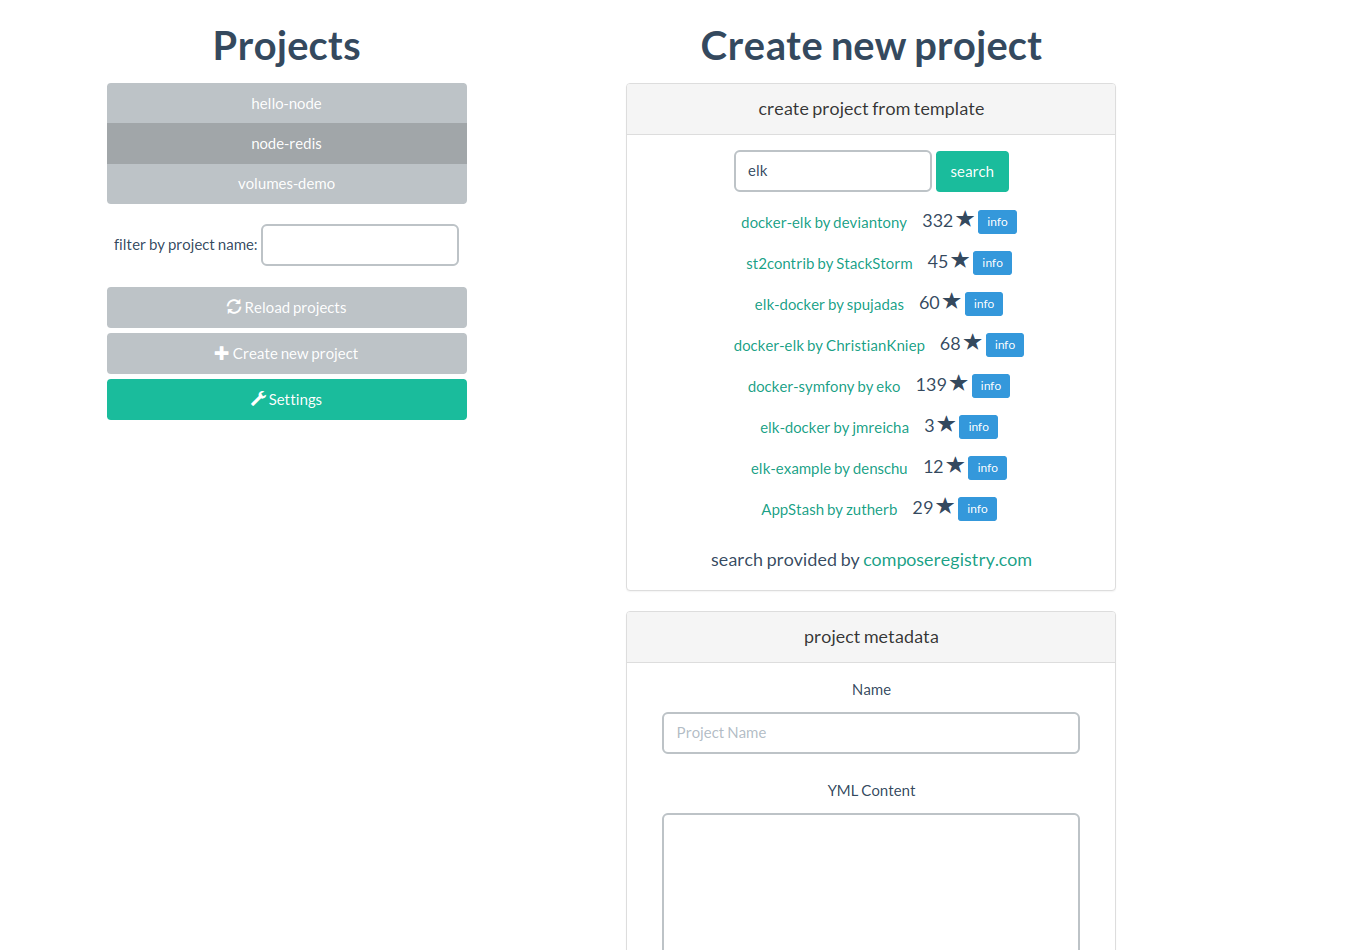 Projects
hello-node
node-redis
volumes-demo
filter by project name:
Reload projects
Create new project
Settings
Create new project
create project from template
elk search
docker-elk by deviantony 332 info
st2contrib by StackStorm 45 info
elk-docker by spujadas 60 info
docker-elk by ChristianKniep 68 info
docker-symfony by eko 139 info
elk-docker by jmreicha 3 info
elk-example by denschu 12 info
AppStash by zutherb 29 info
search provided by composeregistry.com
project metadata
Name
Project Name
YML Content